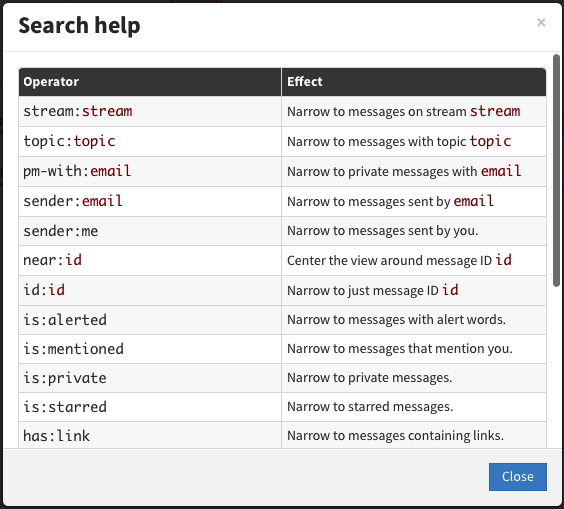 Search help
×
Operator Effect
stream:stream Narrow to messages on stream stream
topic:topic Narrow to messages with topic topic
pm-with:email Narrow to private messages with email
sender:email Narrow to messages sent by email
sender:me Narrow to messages sent by you.
near:id Center the view around message ID id
id:id Narrow to just message ID id
is:alerted Narrow to messages with alert words.
is:mentioned Narrow to messages that mention you.
is:private Narrow to private messages.
is:starred Narrow to starred messages.
has:link Narrow to messages containing links.
Close